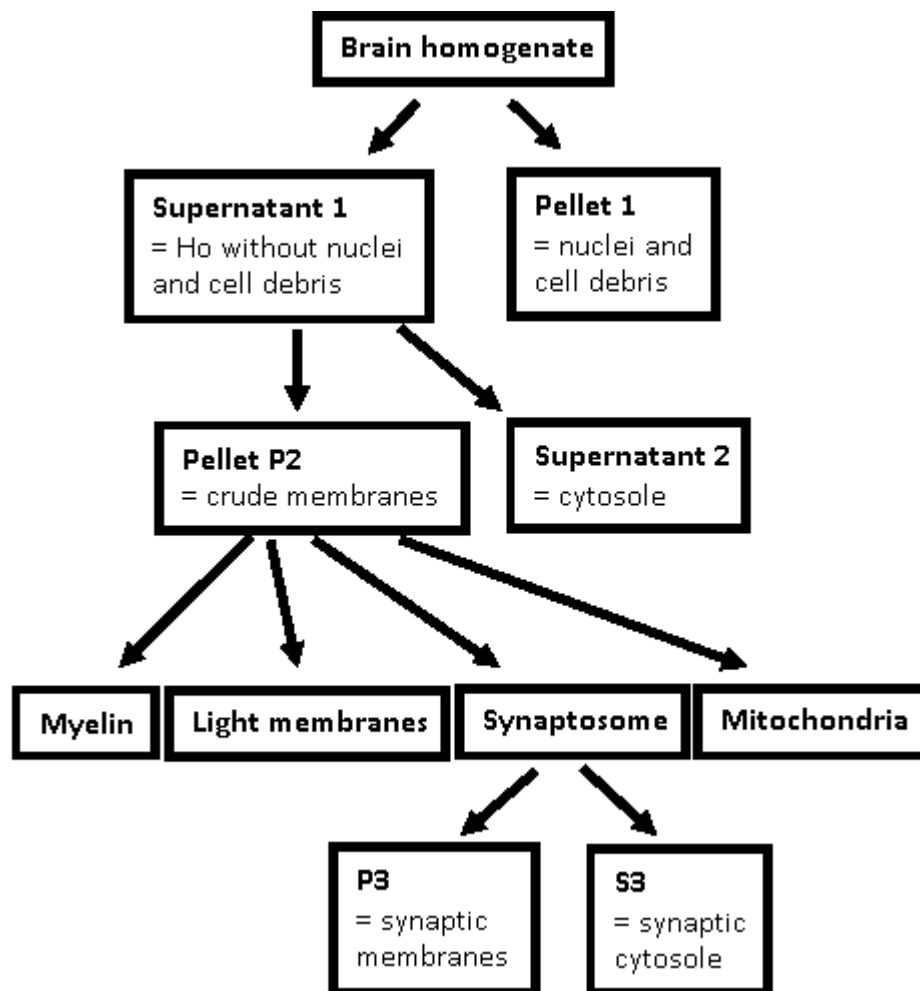 Brain homogenate
Supernatant 1
= Ho without nuclei
and cell debris
Pellet 1
= nuclei and
cell debris
Pellet P2
= crude membranes
Supernatant 2
= cytosole
Myelin
Light membranes
Synaptosome
Mitochondria
P3
= synaptic
membranes
S3
= synaptic
cytosole